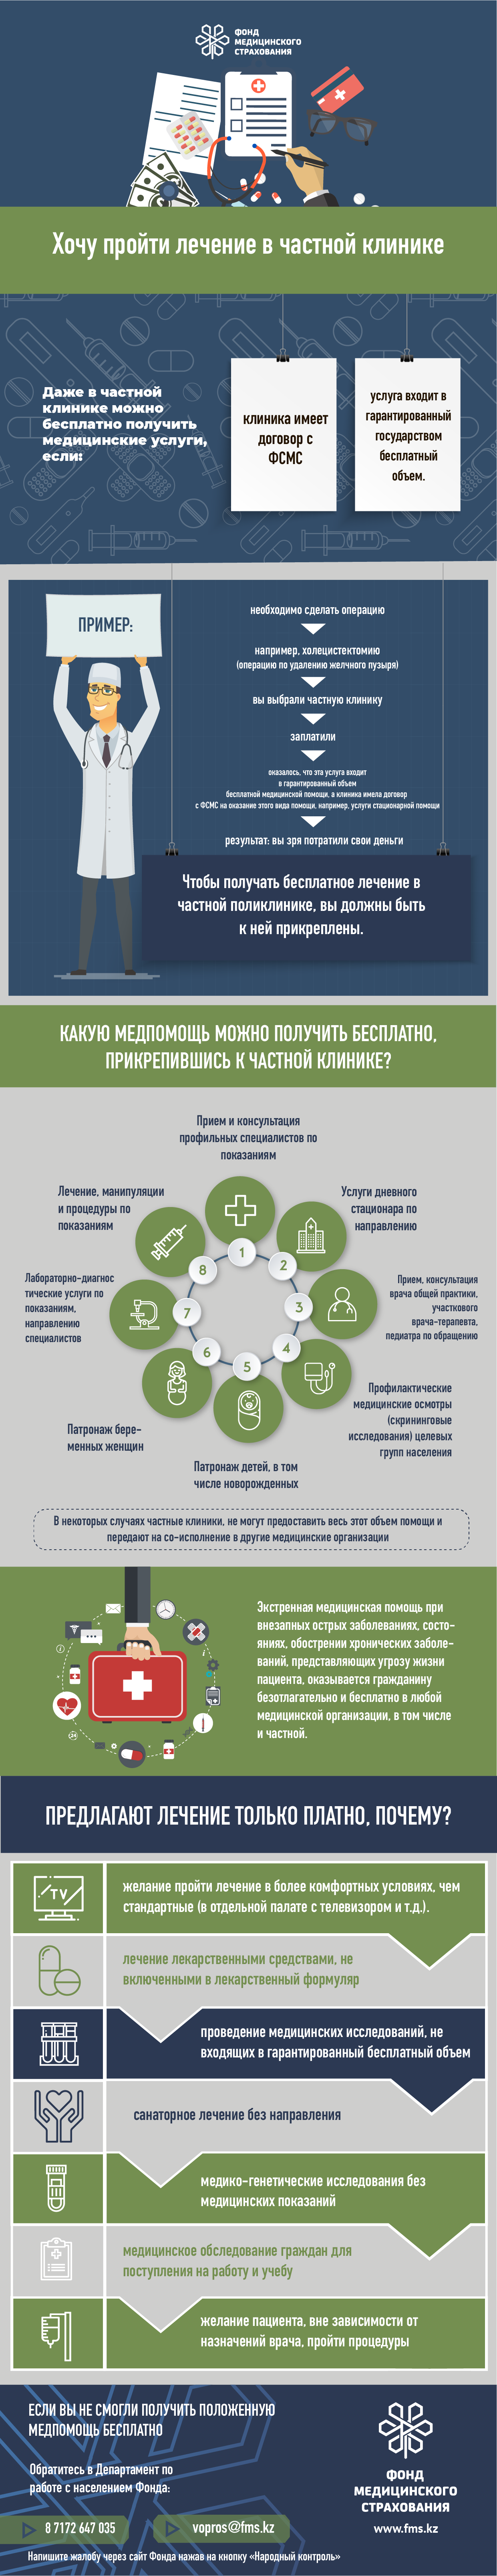 ФОНД
МЕДИЦИНСКОГО
СТРАХОВАНИЯ
Хочу пройти лечение в частной клинике
Даже в частной
клинике можно
бесплатно получить
медицинские услуги,
если:
клиника имеет
договор с
ФСМС
услуга входит в
гарантированный
государством
бесплатный
объем.
ПРИМЕР:
необходимо сделать операцию
например, холецистектомию
(операцию по удалению желчного пузыря)
вы выбрали частную клинику
заплатили
оказалось, что эта услуга входит
в гарантированный объем
бесплатной медицинской помощи, а клиника имела договор
с ФСМС на оказание этого вида помощи, например, услуги стационарной помощи
результат: вы зря потратили свои деньги
Чтобы получать бесплатное лечение в
частной поликлинике, вы должны быть
к ней прикреплены.
КАКУЮ МЕДПОМОЩЬ МОЖНО ПОЛУЧИТЬ БЕСПЛАТНО,
ПРИКРЕПИВШИСЬ К ЧАСТНОЙ КЛИНИКЕ?
Прием и консультация
профильных специалистов по
показаниям
1
Услуги дневного
стационара по
направлению
2
Прием, консультация
врача общей практики,
участкового
врача-терапевта,
педиатра по обращению
3
Профилактические
медицинские осмотры
(скрининговые
исследования) целевых
групп населения
4
Патронаж детей, в том
числе новорожденных
5
Патронаж бере-
менных женщин
6
Лабораторно-диагнос
тические услуги по
показаниям,
направлению
специалистов
7
Лечение, манипуляции
и процедуры по
показаниям
8
В некоторых случаях частные клиники, не могут предоставить весь этот объем помощи и
передают на со-исполнение в другие медицинские организации
Экстренная медицинская помощь при
внезапных острых заболеваниях, состо-
яниях, обострении хронических заболе-
ваний, представляющих угрозу жизни
пациента, оказывается гражданину
безотлагательно и бесплатно в любой
медицинской организации, в том числе
и частной.
24
ПРЕДЛАГАЮТ ЛЕЧЕНИЕ ТОЛЬКО ПЛАТНО, ПОЧЕМУ?
TV
желание пройти лечение в более комфортных условиях, чем
стандартные (в отдельной палате с телевизором и т.д.).
лечение лекарственными средствами, не
включенными в лекарственный формуляр
проведение медицинских исследований, не
входящих в гарантированный бесплатный объем
санаторное лечение без направления
медико-генетические исследования без
медицинских показаний
медицинское обследование граждан для
поступления на работу и учебу
желание пациента, вне зависимости от
назначений врача, пройти процедуры
ЕСЛИ ВЫ НЕ СМОГЛИ ПОЛУЧИТЬ ПОЛОЖЕННУЮ
МЕДПОМОЩЬ БЕСПЛАТНО
Обратитесь в Департамент по
работе с населением Фонда:
8 7172 647 035
vopros@fms.kz
Напишите жалобу через сайт Фонда нажав на кнопку «Народный контроль»
ФОНД
МЕДИЦИНСКОГО
СТРАХОВАНИЯ
www.fms.kz